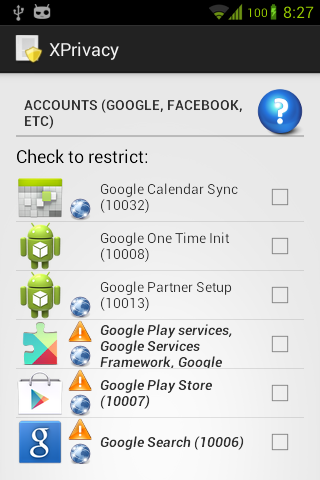 100 8:27
XPrivacy
ACCOUNTS (GOOGLE, FACEBOOK,
ETC)
?
Check to restrict:
Google Calendar Sync
(10032)
Google One Time Init
(10008)
Google Partner Setup
(10013)
Google Play services,
Google Services
Framework, Google
Google Play Store
(10007)
g
Google Search (10006)